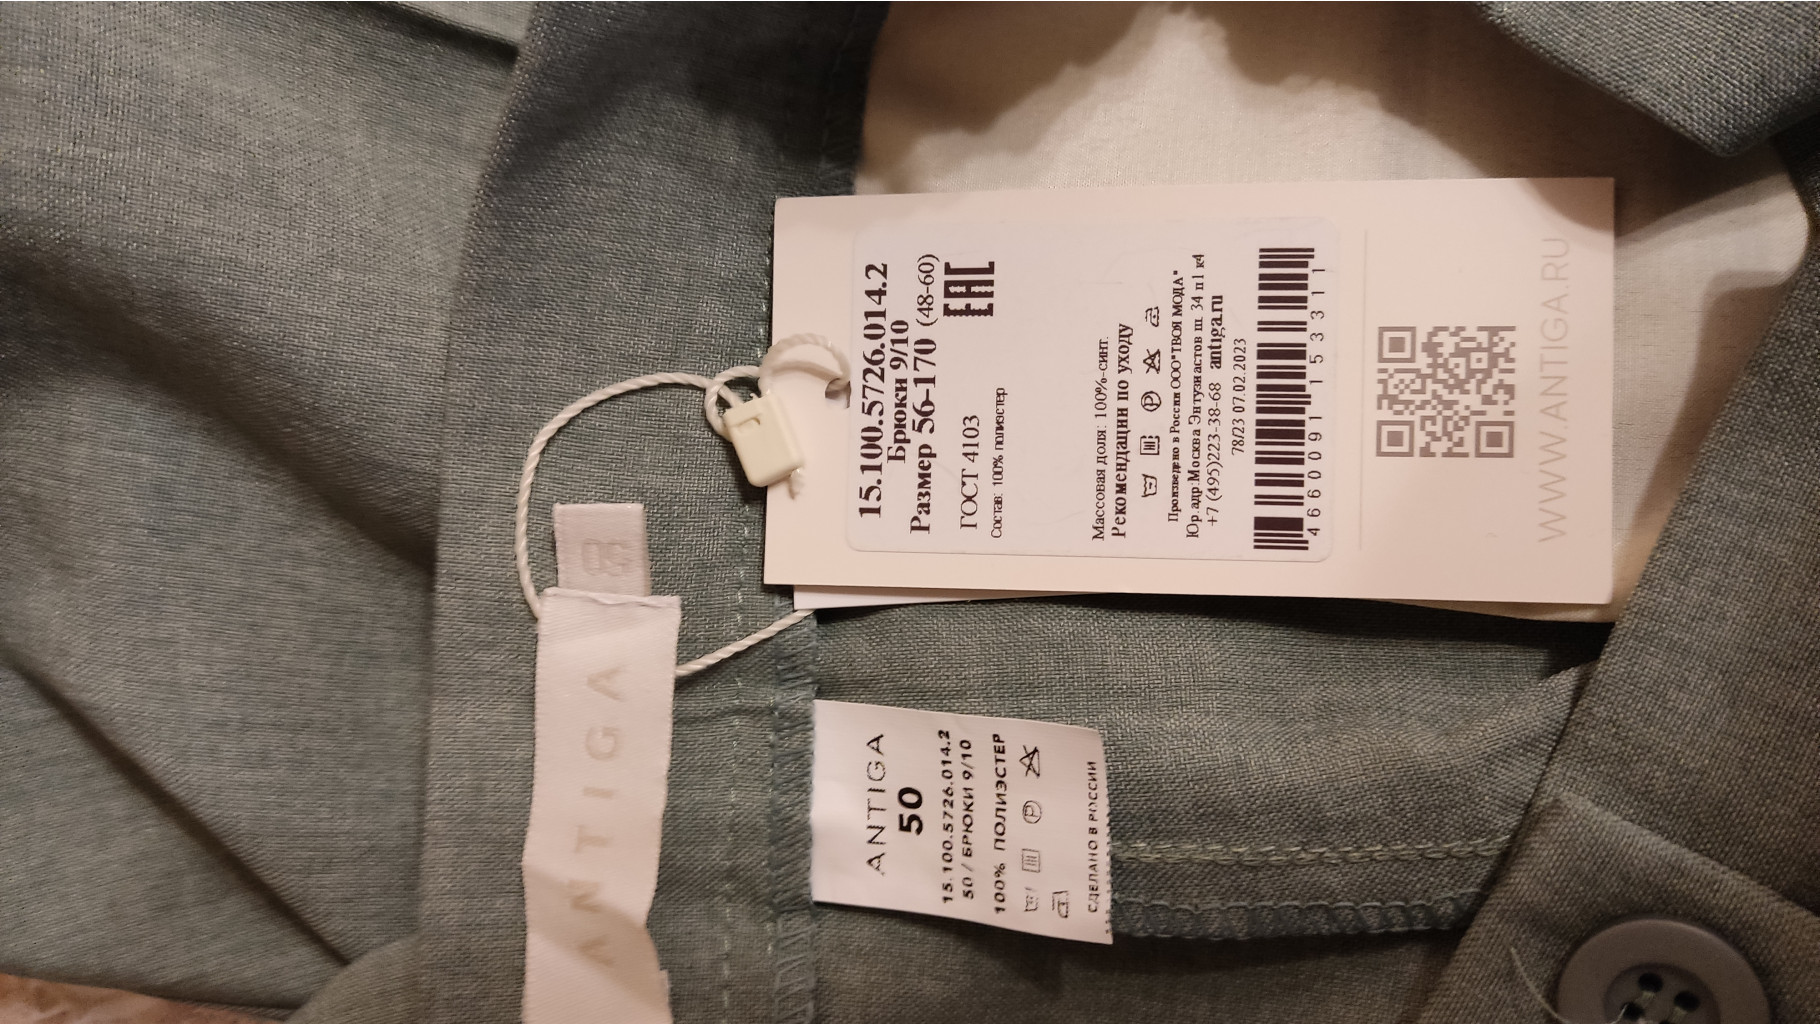 15.100.5726.014.2
Брюки 9/10
Размер 56-170 (48-60)
ГОСТ 4103
EAC
Состав: 100% полиэстер
Массовая доля: 100%-синт.
Рекомендации по уходу
Произведено в России ООО"ТВОЯ МОДА"
Юр.адр:Москва Энтузиастов ш. 34 п1 к4
+7 (495)223-38-68 antiga.ru
78/23 07.02.2023
4660091153311
WWW.ANTIGA.RU
ANTIGA
ANTIGA
50
15.100.5726.014.2
50 / БРЮКИ 9/10
100% ПОЛИЭСТЕР
СДЕЛАНО В РОССИИ